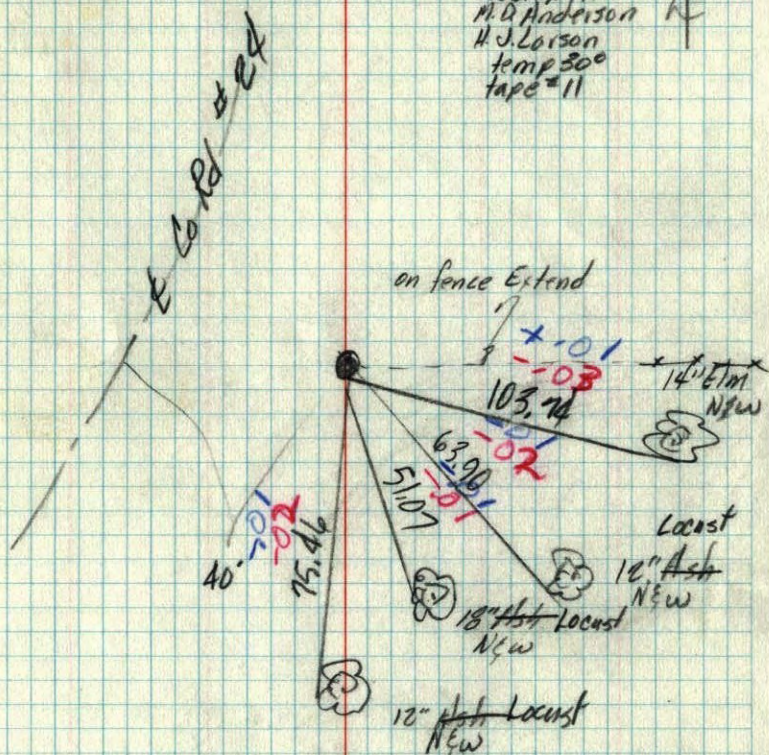 M.D. Anderson
H.J. Larson
temp 30°
tape #11
℄ Co Rd #24
on fence Extend
-.01
-.03
14" Elm
N&W
103.74
-.01
-.02
63.90
-.01
-.01
51.07
-.01
-.02
75.46
40'
Locust
12" Ash
N&W
18" Ash Locust
N&W
12" Ash Locust
N&W